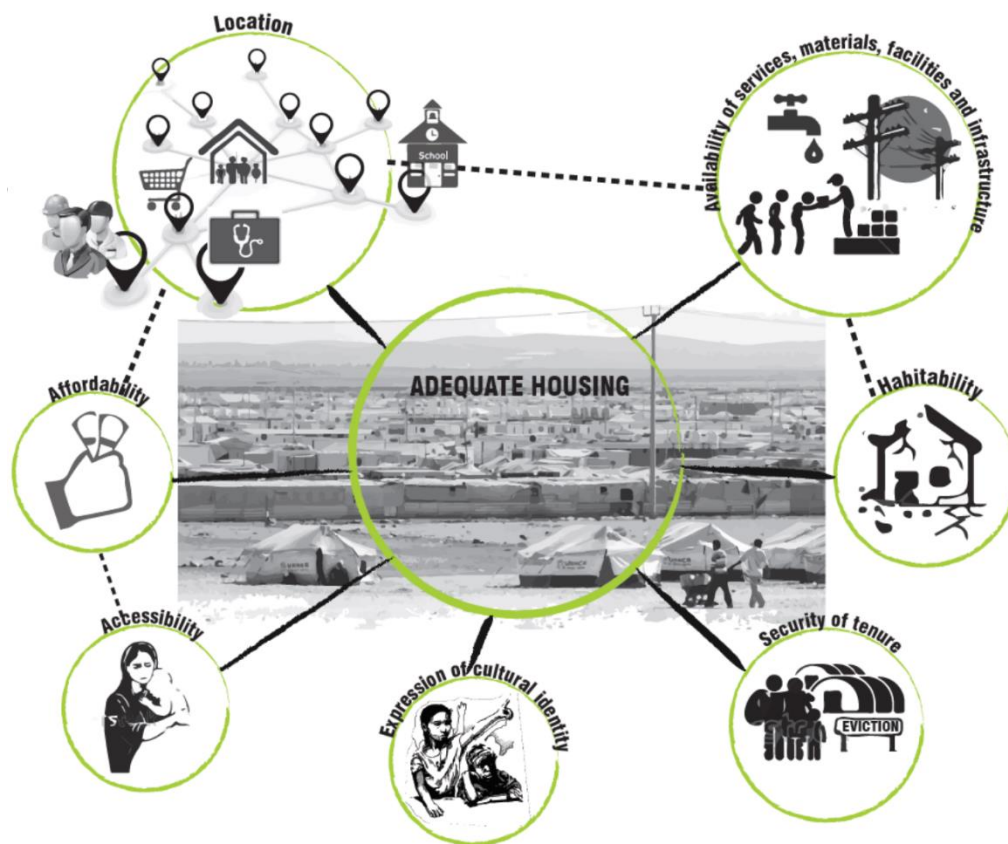 Location
Availability of services, materials, facilities and infrastructure
School
ADEQUATE HOUSING
Affordability
Habitability
Accessibility
Expression of cultural identity
Security of tenure
EVICTION